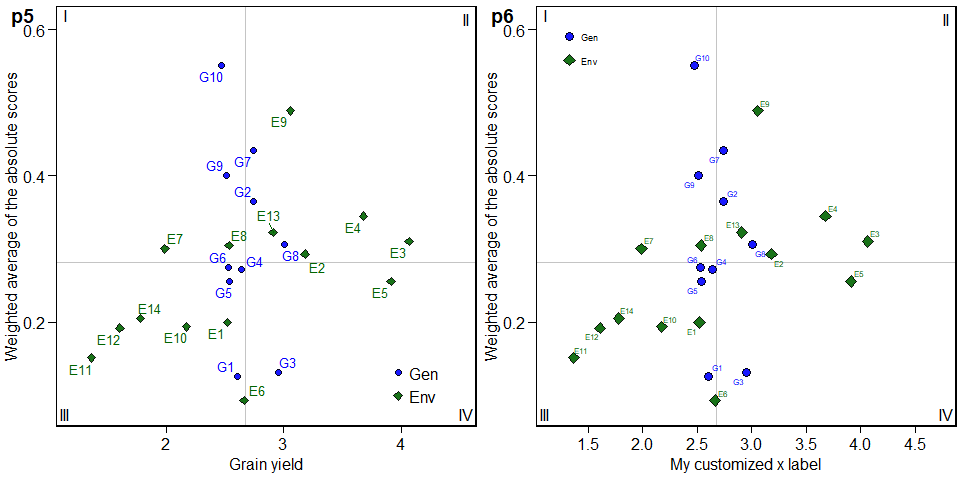 p5
I
II
0.6
G10
E9
G7
0.4
G9
G2
E13
E4
E7
E8
G8
E3
G6
G4
E2
G5
E5
0.2
E14
E12
E10
E1
E11
G1
G3
E6
Gen
Env
III
IV
2
3
4
Grain yield
Weighted average of the absolute scores
p6
I
II
Gen
Env
0.6
G10
E9
G7
0.4
G9
G2
E4
E13
E7
E8
G8
E3
G6
G4
E2
G5
E5
0.2
E14
E12
E10
E1
E11
G1
G3
E6
III
IV
1.5
2.0
2.5
3.0
3.5
4.0
4.5
My customized x label
Weighted average of the absolute scores